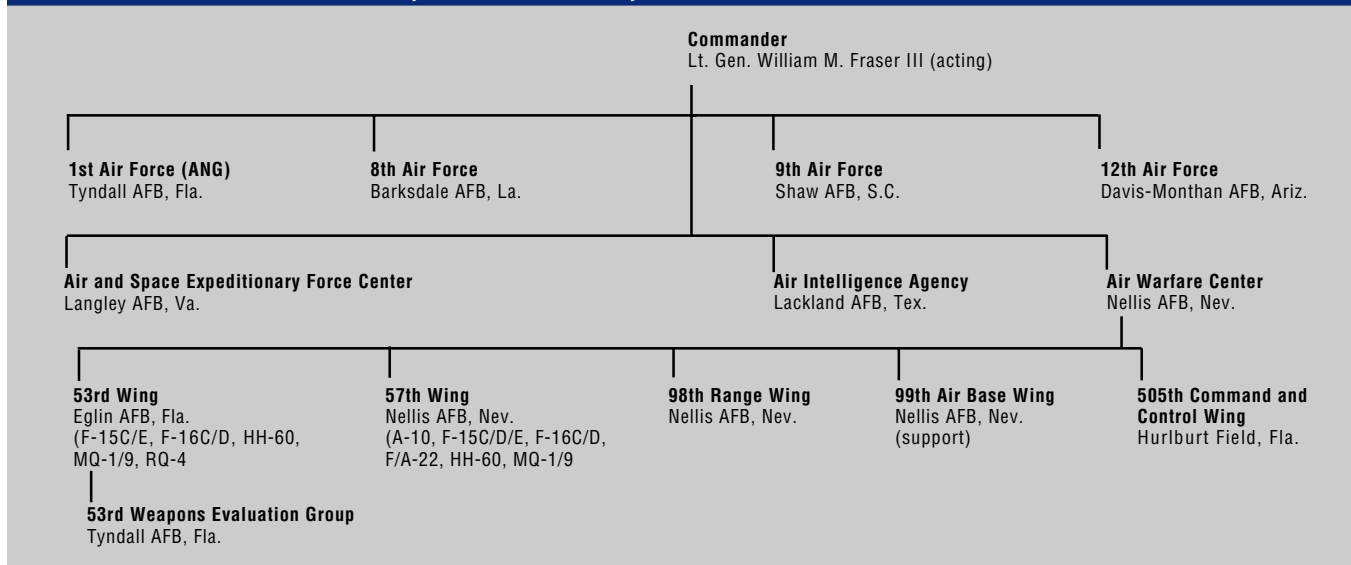 Commander
Lt. Gen. William M. Fraser III (acting)
1st Air Force (ANG)
Tyndall AFB, Fla.
8th Air Force
Barksdale AFB, La.
9th Air Force
Shaw AFB, S.C.
12th Air Force
Davis-Monthan AFB, Ariz.
Air and Space Expeditionary Force Center
Langley AFB, Va.
Air Intelligence Agency
Lackland AFB, Tex.
Air Warfare Center
Nellis AFB, Nev.
53rd Wing
Eglin AFB, Fla.
(F-15C/E, F-16C/D, HH-60,
MQ-1/9, RQ-4
57th Wing
Nellis AFB, Nev.
(A-10, F-15C/D/E, F-16C/D,
F/A-22, HH-60, MQ-1/9
98th Range Wing
Nellis AFB, Nev.
99th Air Base Wing
Nellis AFB, Nev.
(support)
505th Command and
Control Wing
Hurlburt Field, Fla.
53rd Weapons Evaluation Group
Tyndall AFB, Fla.